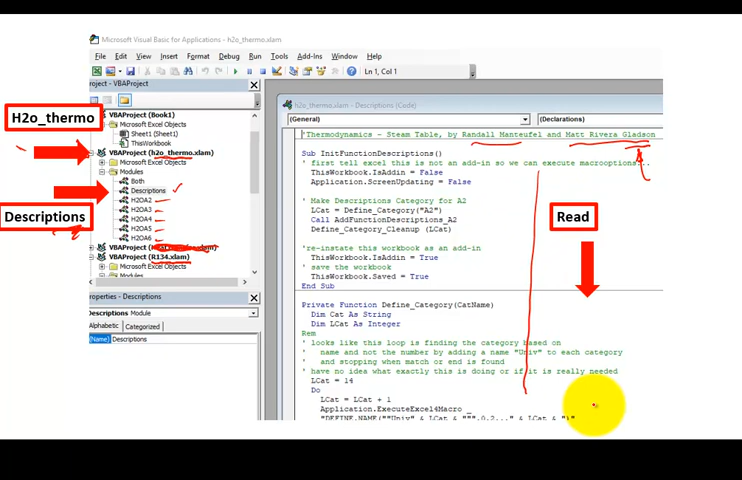 Microsoft Visual Basic for Applications - h2o_thermo.xlam
File Edit View Insert Format Debug Run Tools Add-Ins Window Help
Ln 1, Col 1
roject - VBAProject
H2o_thermo
VBAProject (Book1)
Microsoft Excel Objects
Sheet1 (Sheet1)
ThisWorkbook
VBAProject (h2o_thermo.xlam)
Microsoft Excel Objects
Modules
Both
Descriptions
H2OA2
H2OA3
H2OA4
H2OA5
H2OA6
Descriptions
VBAProject
VBAProject (R134.xlam)
Microsoft Excel Objects
Modules
roperties - Descriptions
Descriptions Module
Alphabetic Categorized
(Name) Descriptions
h2o_thermo.xlam - Descriptions (Code)
(General) (Declarations)
'Thermodynamics - Steam Table, by Randall Manteufel and Matt Rivera Gladson
Sub InitFunctionDescriptions()
' first tell excel this is not an add-in so we can execute macroptions...
ThisWorkbook.IsAddin = False
Application.ScreenUpdating = False
' Make Descriptions Category for A2
LCat = Define_Category("A2")
Call AddFunctionDescriptions_A2
Define_Category_Cleanup (LCat)
're-instate this workbook as an add-in
ThisWorkbook.IsAddin = True
' save the workbook
ThisWorkbook.Saved = True
End Sub
Private Function Define_Category(CatName)
Dim Cat As String
Dim LCat As Integer
Rem
' looks like this loop is finding the category based on
' name and not the number by adding a name "Univ" to each category
' and stopping when match or end is found
' have no idea what exactly this is doing or if it is really needed
LCat = 14
Do
LCat = LCat + 1
Application.ExecuteExcel4Macro _
"DEFINE.NAME(""Univ" & LCat & """,0,2,,," & LCat & ")"
Read